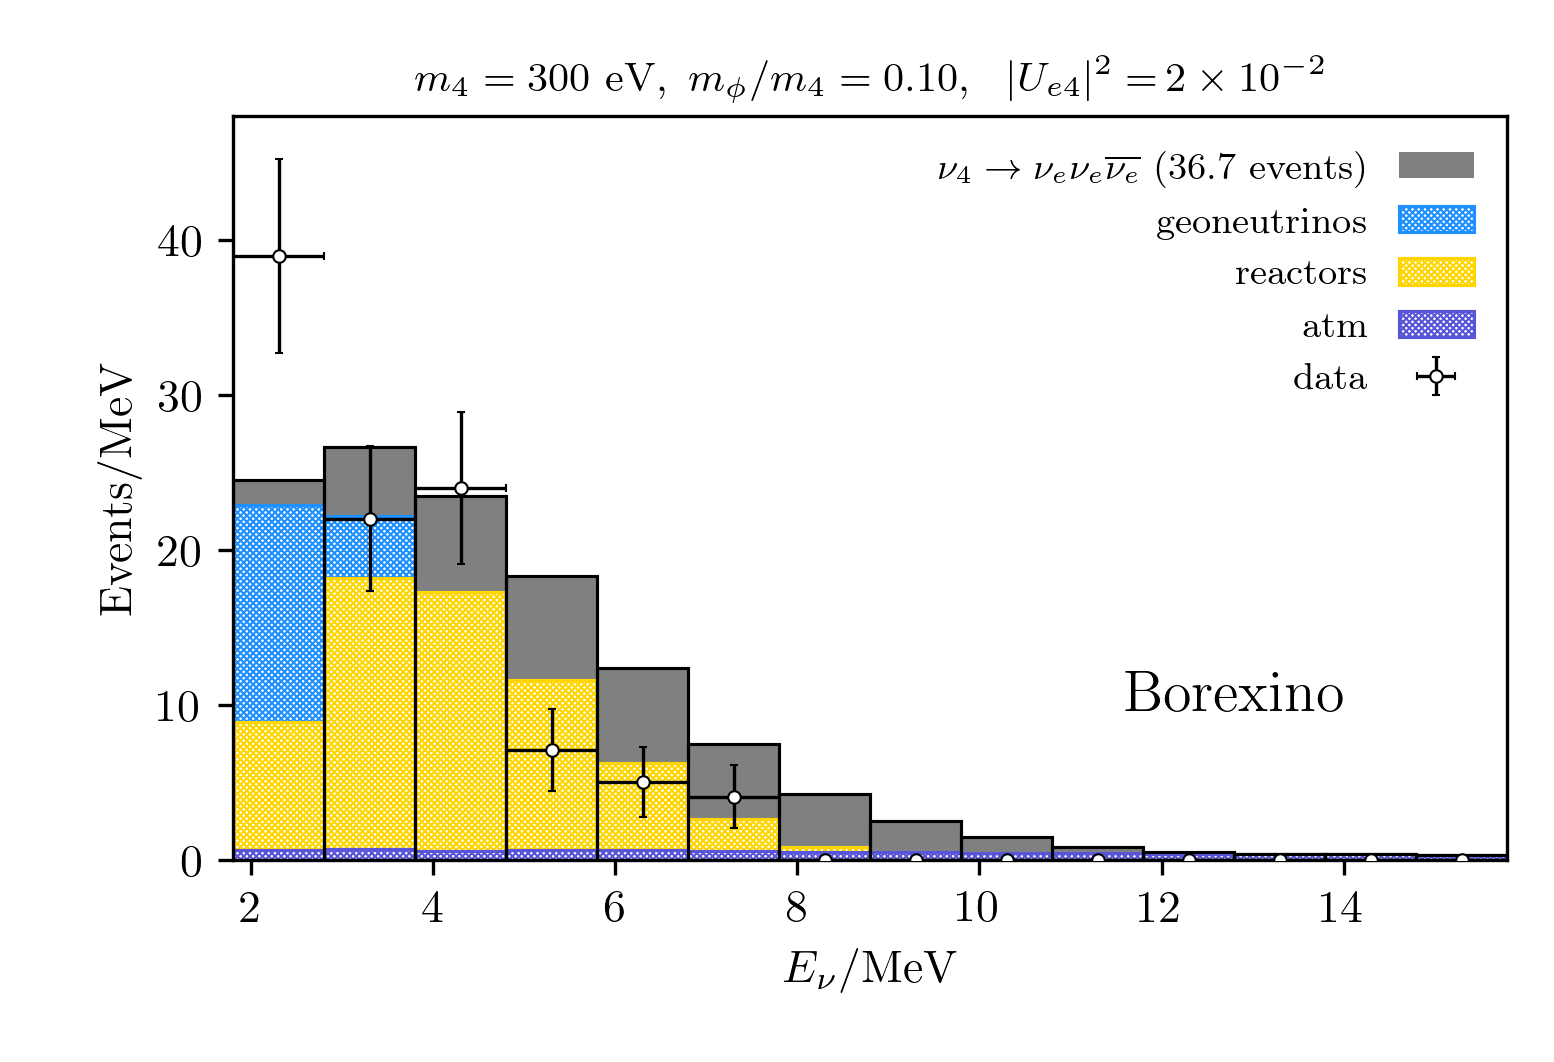 m₄ = 300 eV, m_ϕ/m₄ = 0.10, |U_{e4}|² = 2 × 10⁻²
ν₄ → ν_e ν_e ν̅_e (36.7 events)
geoneutrinos
reactors
atm
data
Events/MeV
40
30
20
10
0
Borexino
2 4 6 8 10 12 14
E_ν/MeV